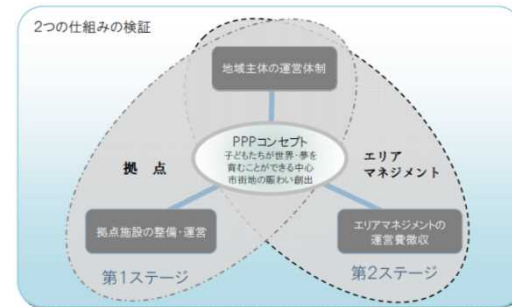 2つの仕組みの検証
地域主体の運営体制
PPPコンセプト
子どもたちが世界・夢を
育むことができる中心
市街地の賑わい創出
拠 点
エリア
マネジメント
拠点施設の整備・運営
エリアマネジメントの
運営費徴収
第1ステージ
第2ステージ